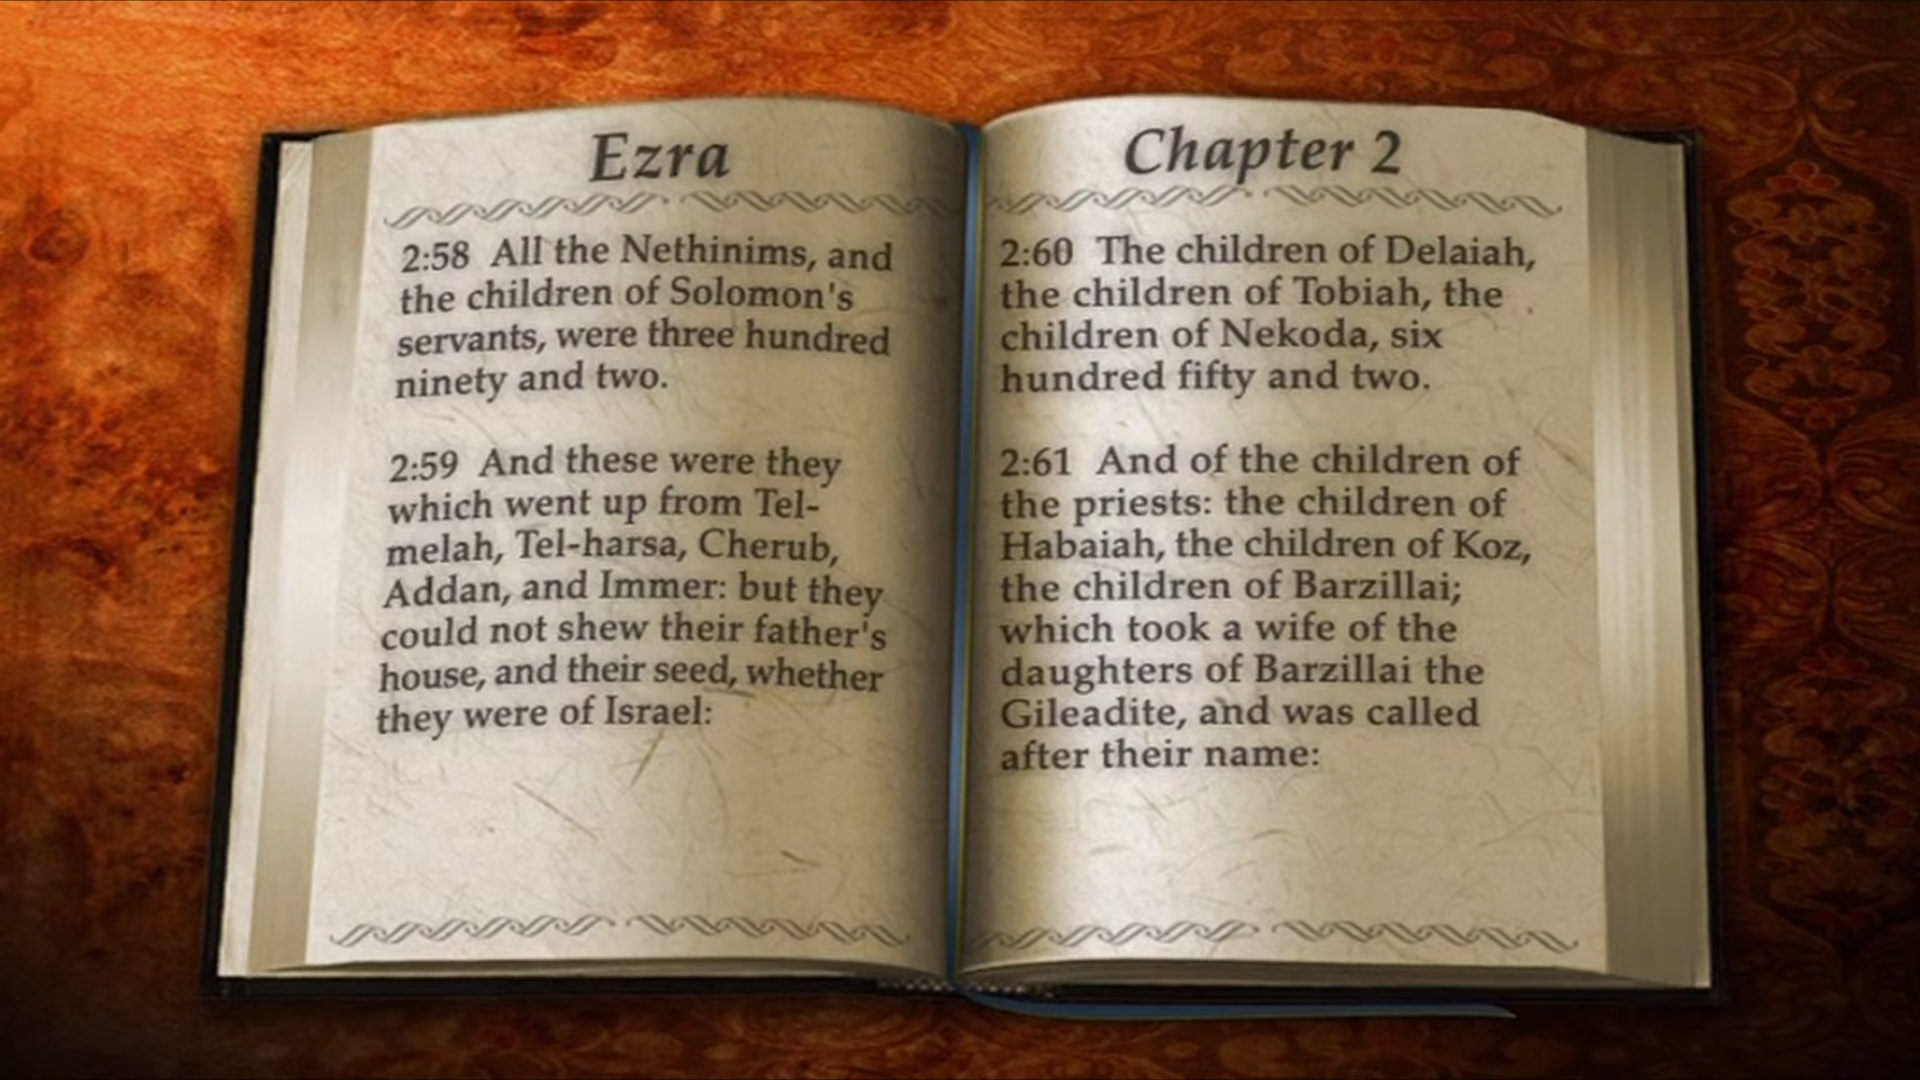 Ezra
2:58 All the Nethinims, and
the children of Solomon's
servants, were three hundred
ninety and two.
2:59 And these were they
which went up from Tel-
melah, Tel-harsa, Cherub,
Addan, and Immer: but they
could not shew their father's
house, and their seed, whether
they were of Israel:
Chapter 2
2:60 The children of Delaiah,
the children of Tobiah, the
children of Nekoda, six
hundred fifty and two.
2:61 And of the children of
the priests: the children of
Habaiah, the children of Koz,
the children of Barzillai;
which took a wife of the
daughters of Barzillai the
Gileadite, and was called
after their name: